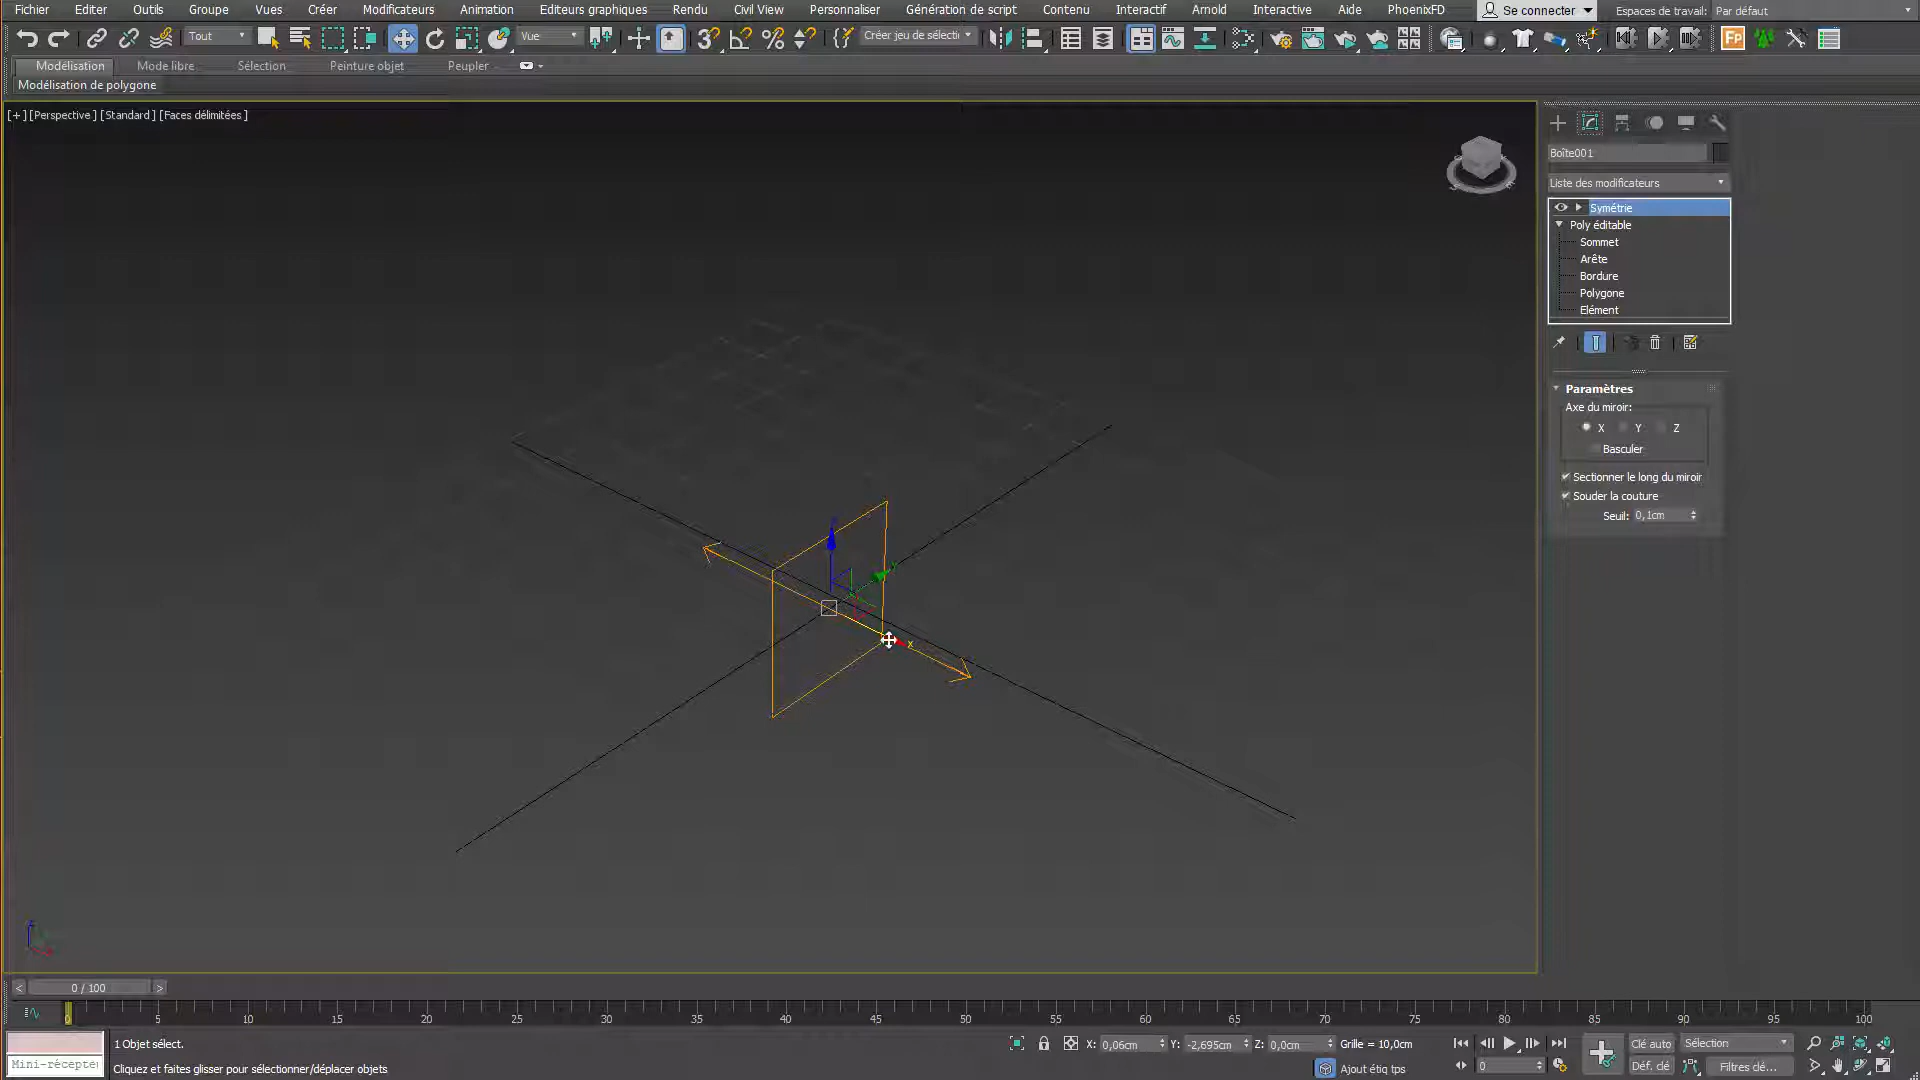 Fichier Editer Outils Groupe Vues Créer Modificateurs Animation Editeurs graphiques Rendu Civil View Personnaliser Génération de script Contenu Interactif Arnold Interactive Aide PhoenixFD Se connecter Espaces de travail: Par défaut
Tout Vue Créer jeu de sélecti
Modélisation Mode libre Sélection Peinture objet Peupler
Modélisation de polygone
[+] [Perspective] [Standard] [Faces délimitées]
Boîte001
Liste des modificateurs
Symétrie
Poly éditable
Sommet
Arête
Bordure
Polygone
Elément
Paramètres
Axe du miroir:
X Y Z
Basculer
Sectionner le long du miroir
Souder la couture
Seuil: 0,1cm
x
< 0 / 100 >
0 5 10 15 20 25 30 35 40 45 50 55 60 65 70 75 80 85 90 95 100
1 Objet sélect. X: 0,06cm Y: -2,695cm Z: 0,0cm Grille = 10,0cm Clé auto Sélection
Mini-récepte Cliquez et faites glisser pour sélectionner/déplacer objets Ajout étiq tps 0 Déf. clé Filtres clé...